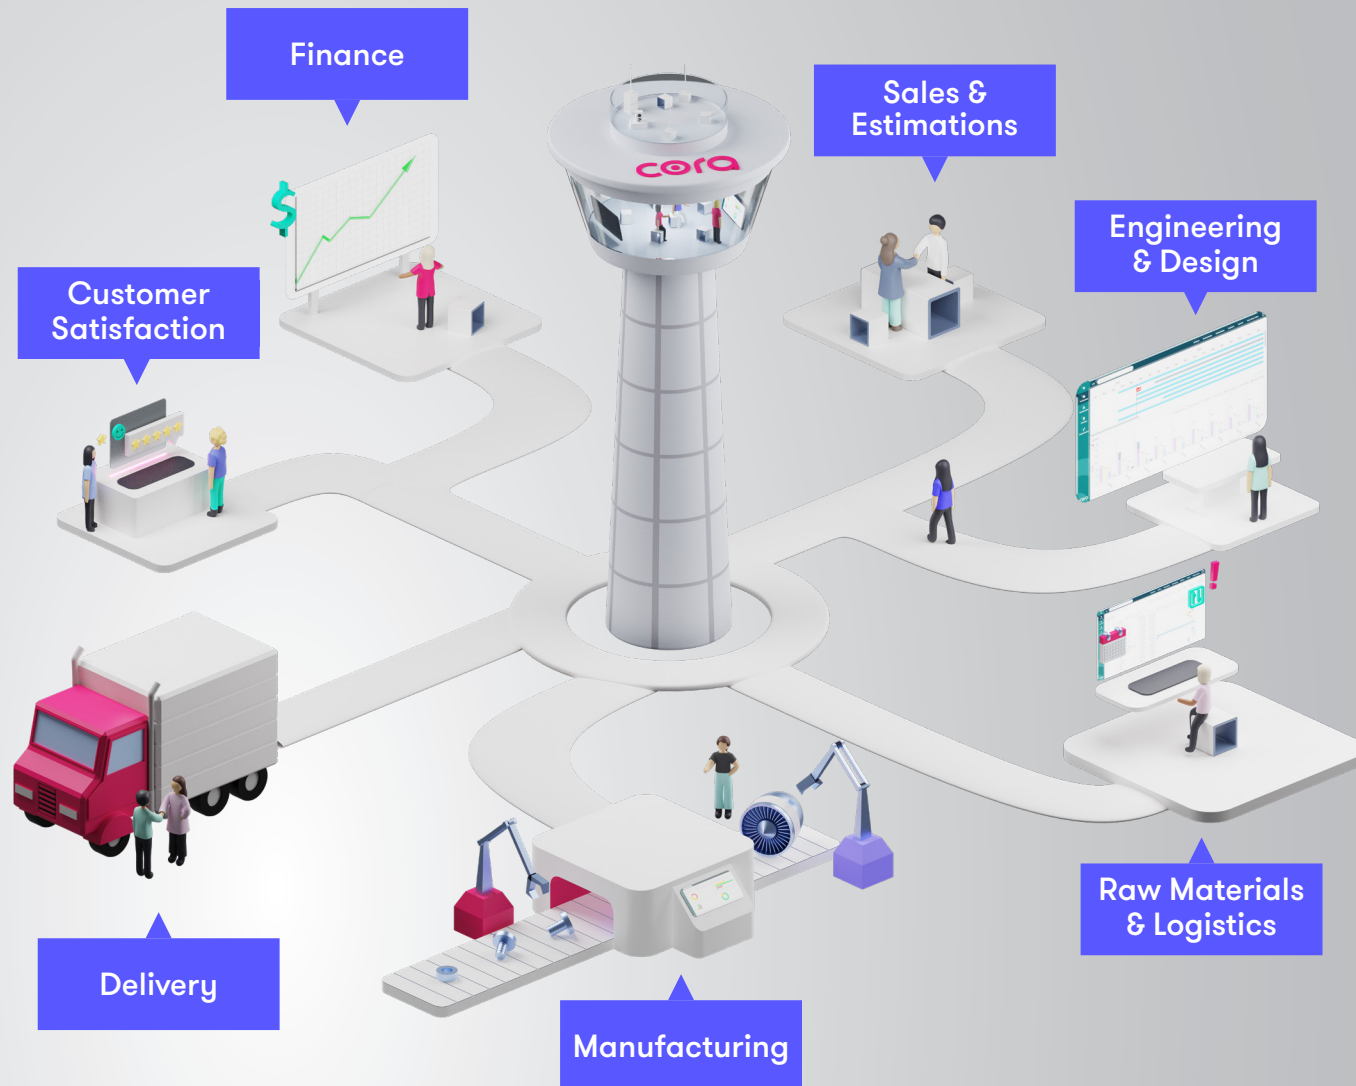 Finance
Sales &
Estimations
cora
Engineering
& Design
Customer
Satisfaction
$
!
Raw Materials
& Logistics
Delivery
Manufacturing